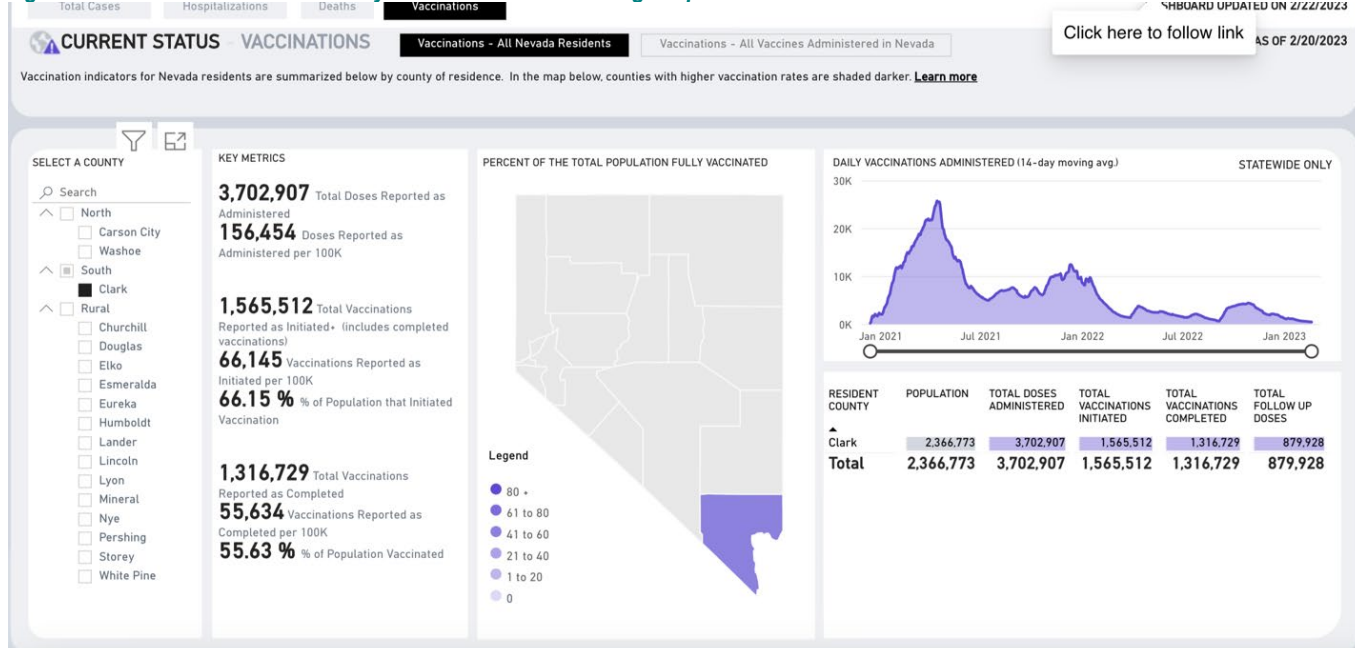 Total Cases
Hospitalizations
Deaths
Vaccinations
SHBOARD UPDATED ON 2/22/2023
Click here to follow link
CURRENT STATUS - VACCINATIONS
Vaccinations - All Nevada Residents
Vaccinations - All Vaccines Administered in Nevada
AS OF 2/20/2023
Vaccination indicators for Nevada residents are summarized below by county of residence. In the map below, counties with higher vaccination rates are shaded darker. Learn more
SELECT A COUNTY
Search
North
Carson City
Washoe
South
Clark
Rural
Churchill
Douglas
Elko
Esmeralda
Eureka
Humboldt
Lander
Lincoln
Lyon
Mineral
Nye
Pershing
Storey
White Pine
KEY METRICS
3,702,907 Total Doses Reported as
Administered
156,454 Doses Reported as
Administered per 100K
1,565,512 Total Vaccinations
Reported as Initiated+ (includes completed
vaccinations)
66,145 Vaccinations Reported as
Initiated per 100K
66.15 % % of Population that Initiated
Vaccination
1,316,729 Total Vaccinations
Reported as Completed
55,634 Vaccinations Reported as
Completed per 100K
55.63 % % of Population Vaccinated
PERCENT OF THE TOTAL POPULATION FULLY VACCINATED
Legend
80 +
61 to 80
41 to 60
21 to 40
1 to 20
0
DAILY VACCINATIONS ADMINISTERED (14-day moving avg.)
STATEWIDE ONLY
30K
20K
10K
0K
Jan 2021 Jul 2021 Jan 2022 Jul 2022 Jan 2023
RESIDENT COUNTY POPULATION TOTAL DOSES ADMINISTERED TOTAL VACCINATIONS INITIATED TOTAL VACCINATIONS COMPLETED TOTAL FOLLOW UP DOSES
Clark 2,366,773 3,702,907 1,565,512 1,316,729 879,928
Total 2,366,773 3,702,907 1,565,512 1,316,729 879,928